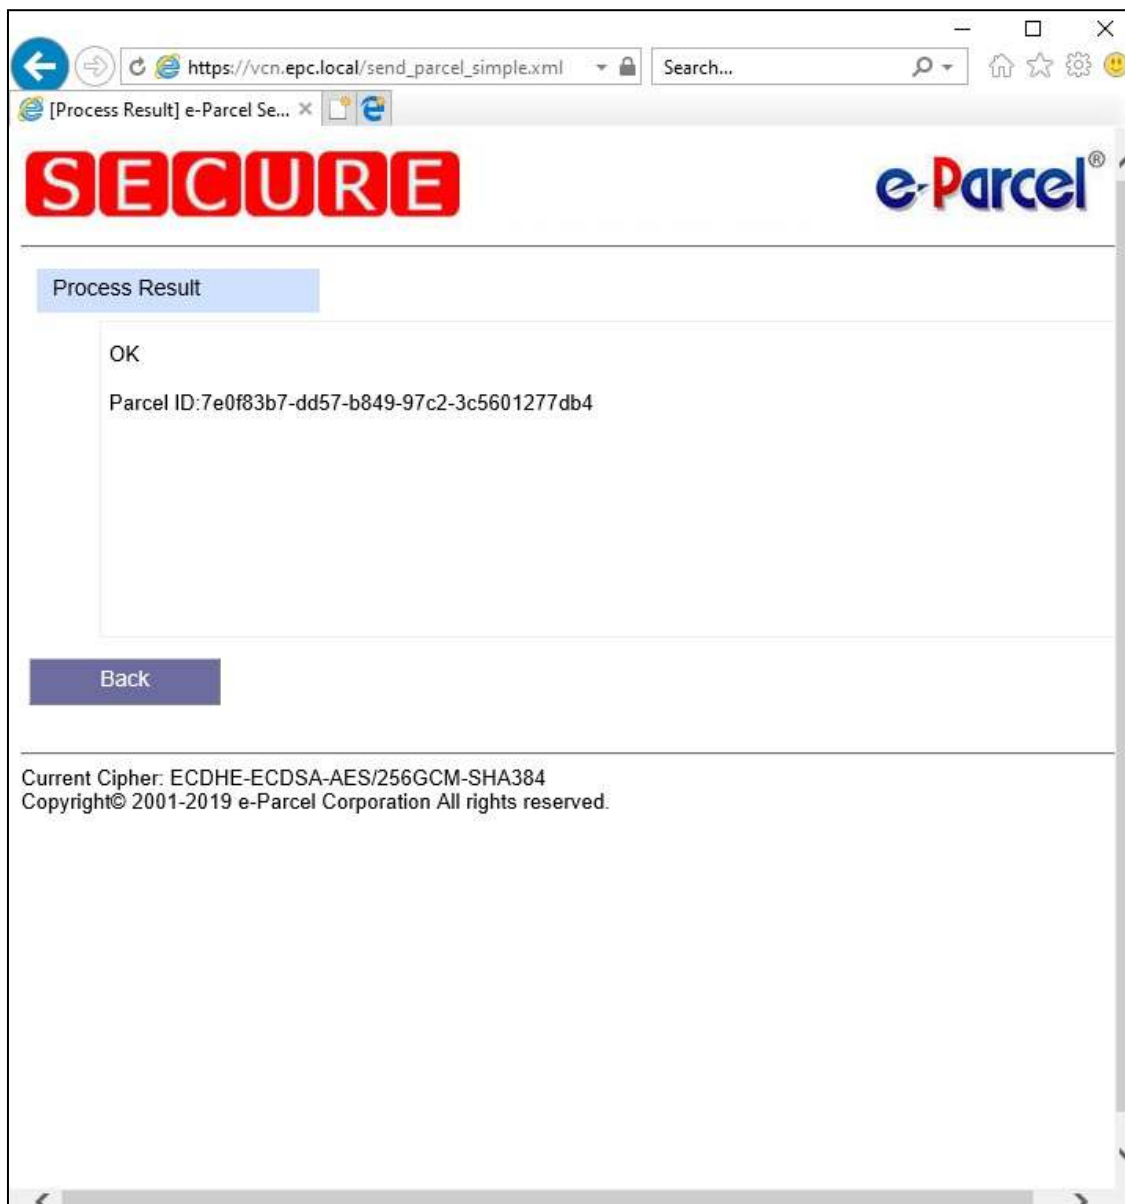 https://vcn.epc.local/send_parcel_simple.xml
Search...
[Process Result] e-Parcel Se...
SECURE
e-Parcel®
Process Result
OK
Parcel ID:7e0f83b7-dd57-b849-97c2-3c5601277db4
Back
Current Cipher: ECDHE-ECDSA-AES/256GCM-SHA384
Copyright© 2001-2019 e-Parcel Corporation All rights reserved.